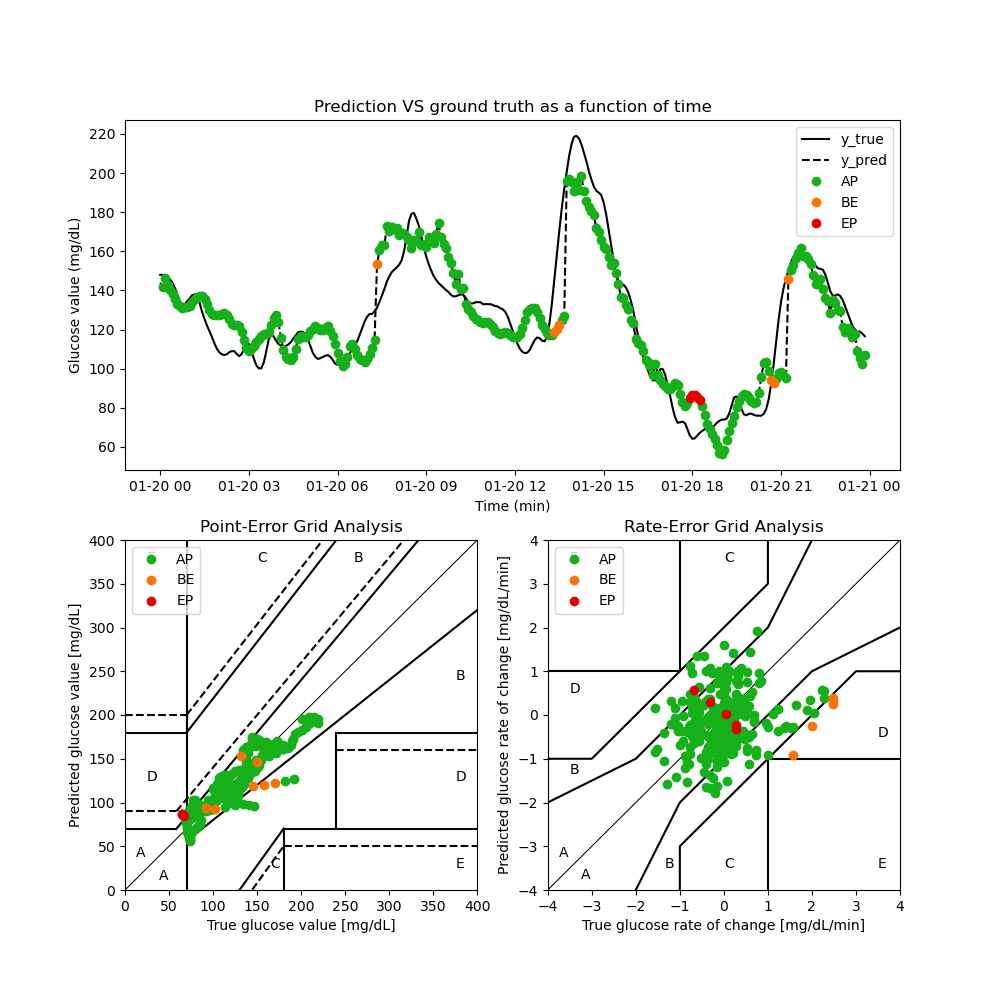 Prediction VS ground truth as a function of time
Glucose value (mg/dL)
220
200
180
160
140
120
100
80
60
y_true
y_pred
AP
BE
EP
01-20 00 01-20 03 01-20 06 01-20 09 01-20 12 01-20 15 01-20 18 01-20 21 01-21 00
Time (min)
Point-Error Grid Analysis
Predicted glucose value [mg/dL]
400
350
300
250
200
150
100
50
0
AP
BE
EP
C
B
B
D
D
A
A
C
E
0 50 100 150 200 250 300 350 400
True glucose value [mg/dL]
Rate-Error Grid Analysis
Predicted glucose rate of change [mg/dL/min]
4
3
2
1
0
−1
−2
−3
−4
AP
BE
EP
C
D
D
B
A
A
B
C
E
−4 −3 −2 −1 0 1 2 3 4
True glucose rate of change [mg/dL/min]